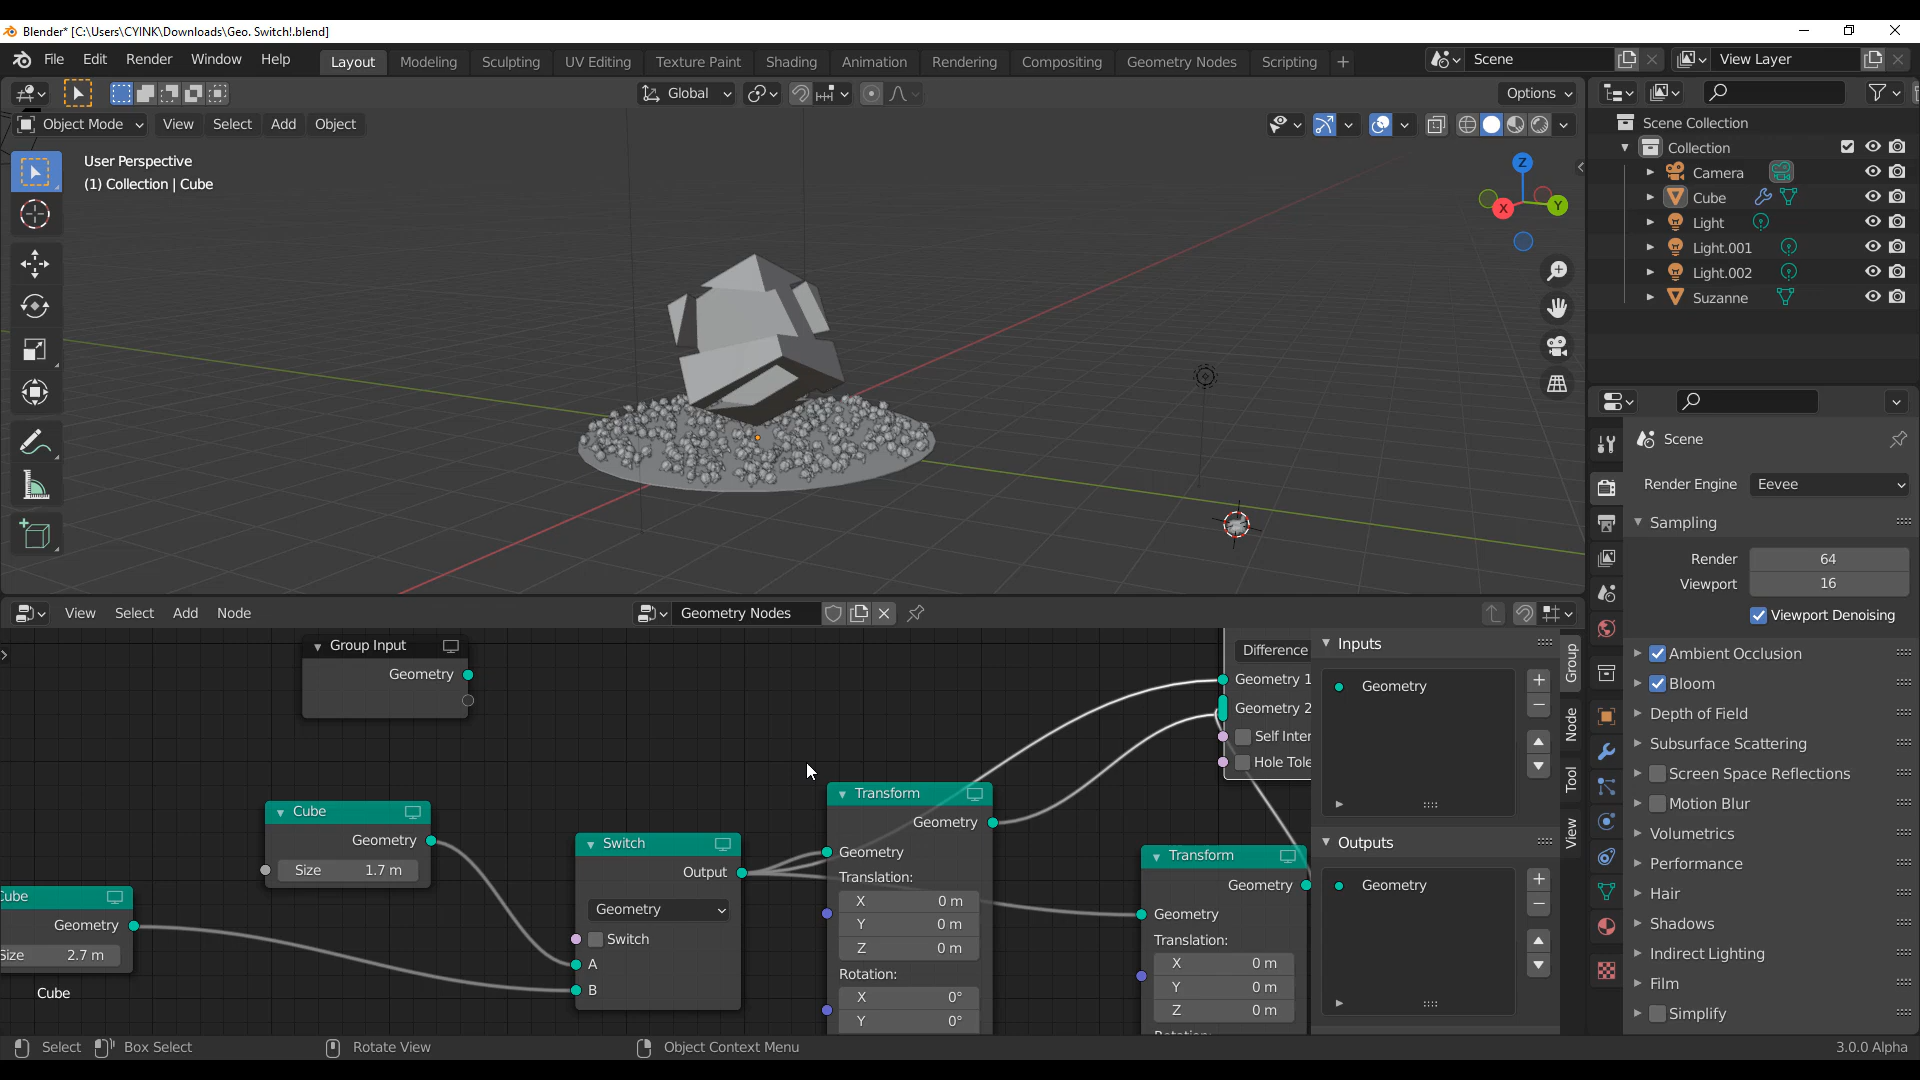 Blender* [C:\Users\CYINK\Downloads\Geo. Switch!.blend]
File Edit Render Window Help
Layout Modeling Sculpting UV Editing Texture Paint Shading Animation Rendering Compositing Geometry Nodes Scripting +
Scene
View Layer
Global
Options
Object Mode View Select Add Object
User Perspective
(1) Collection | Cube
Z
X
Y
Scene Collection
Collection
Camera
Cube
Light
Light.001
Light.002
Suzanne
Scene
Render Engine Eevee
Sampling
Render 64
Viewport 16
Viewport Denoising
Ambient Occlusion
Bloom
Depth of Field
Subsurface Scattering
Screen Space Reflections
Motion Blur
Volumetrics
Performance
Hair
Shadows
Indirect Lighting
Film
Simplify
View Select Add Node
Geometry Nodes
Group Input
Geometry
Cube
Geometry
Size 1.7 m
Cube
Geometry
Size 2.7 m
Cube
Switch
Output
Geometry
Switch
A
B
Transform
Geometry
Geometry
Translation:
X 0 m
Y 0 m
Z 0 m
Rotation:
X 0°
Y 0°
Difference
Geometry 1
Geometry 2
Self Inter
Hole Tole
Transform
Geometry
Geometry
Translation:
X 0 m
Y 0 m
Z 0 m
Inputs
Geometry
Outputs
Geometry
Group
Node
Tool
View
Select Box Select Rotate View Object Context Menu
3.0.0 Alpha